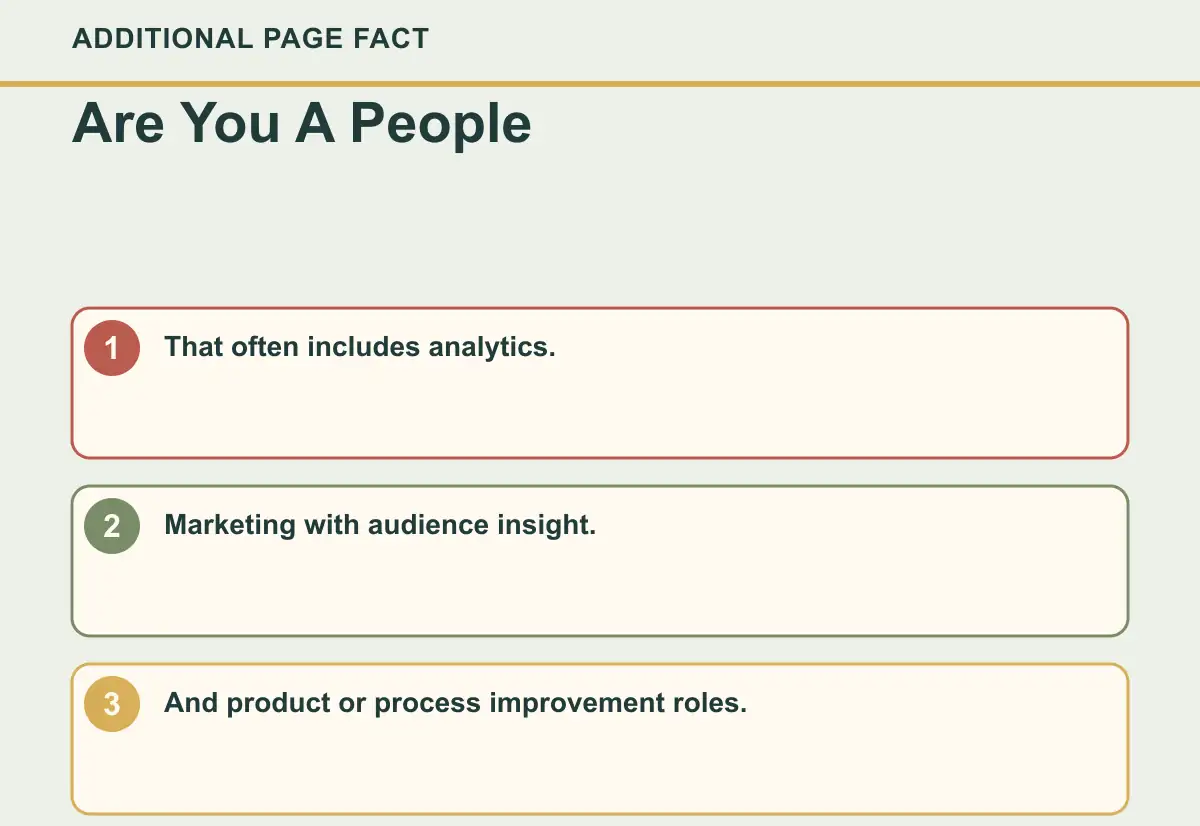 ADDITIONAL PAGE FACT
Are You A People
1 That often includes analytics.
2 Marketing with audience insight.
3 And product or process improvement roles.